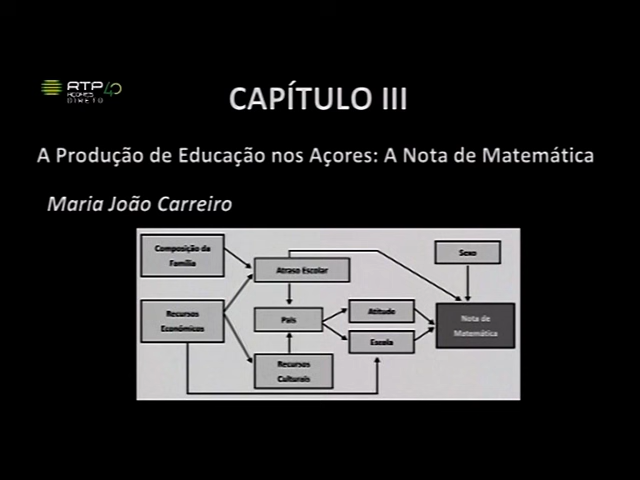 RTP 40
AÇORES
DIRETO
CAPÍTULO III
A Produção de Educação nos Açores: A Nota de Matemática
Maria João Carreiro
Composição da
Família
Sexo
Atraso Escolar
Recursos
Económicos
Pais
Atitude
Nota de
Matemática
Escola
Recursos
Culturais